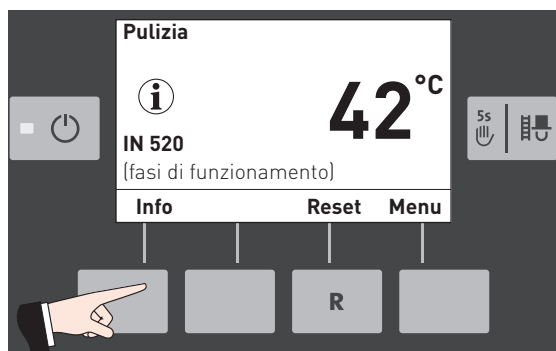 Pulizia
42°C
IN 520
(fasi di funzionamento)
Info Reset Menu
5s
R